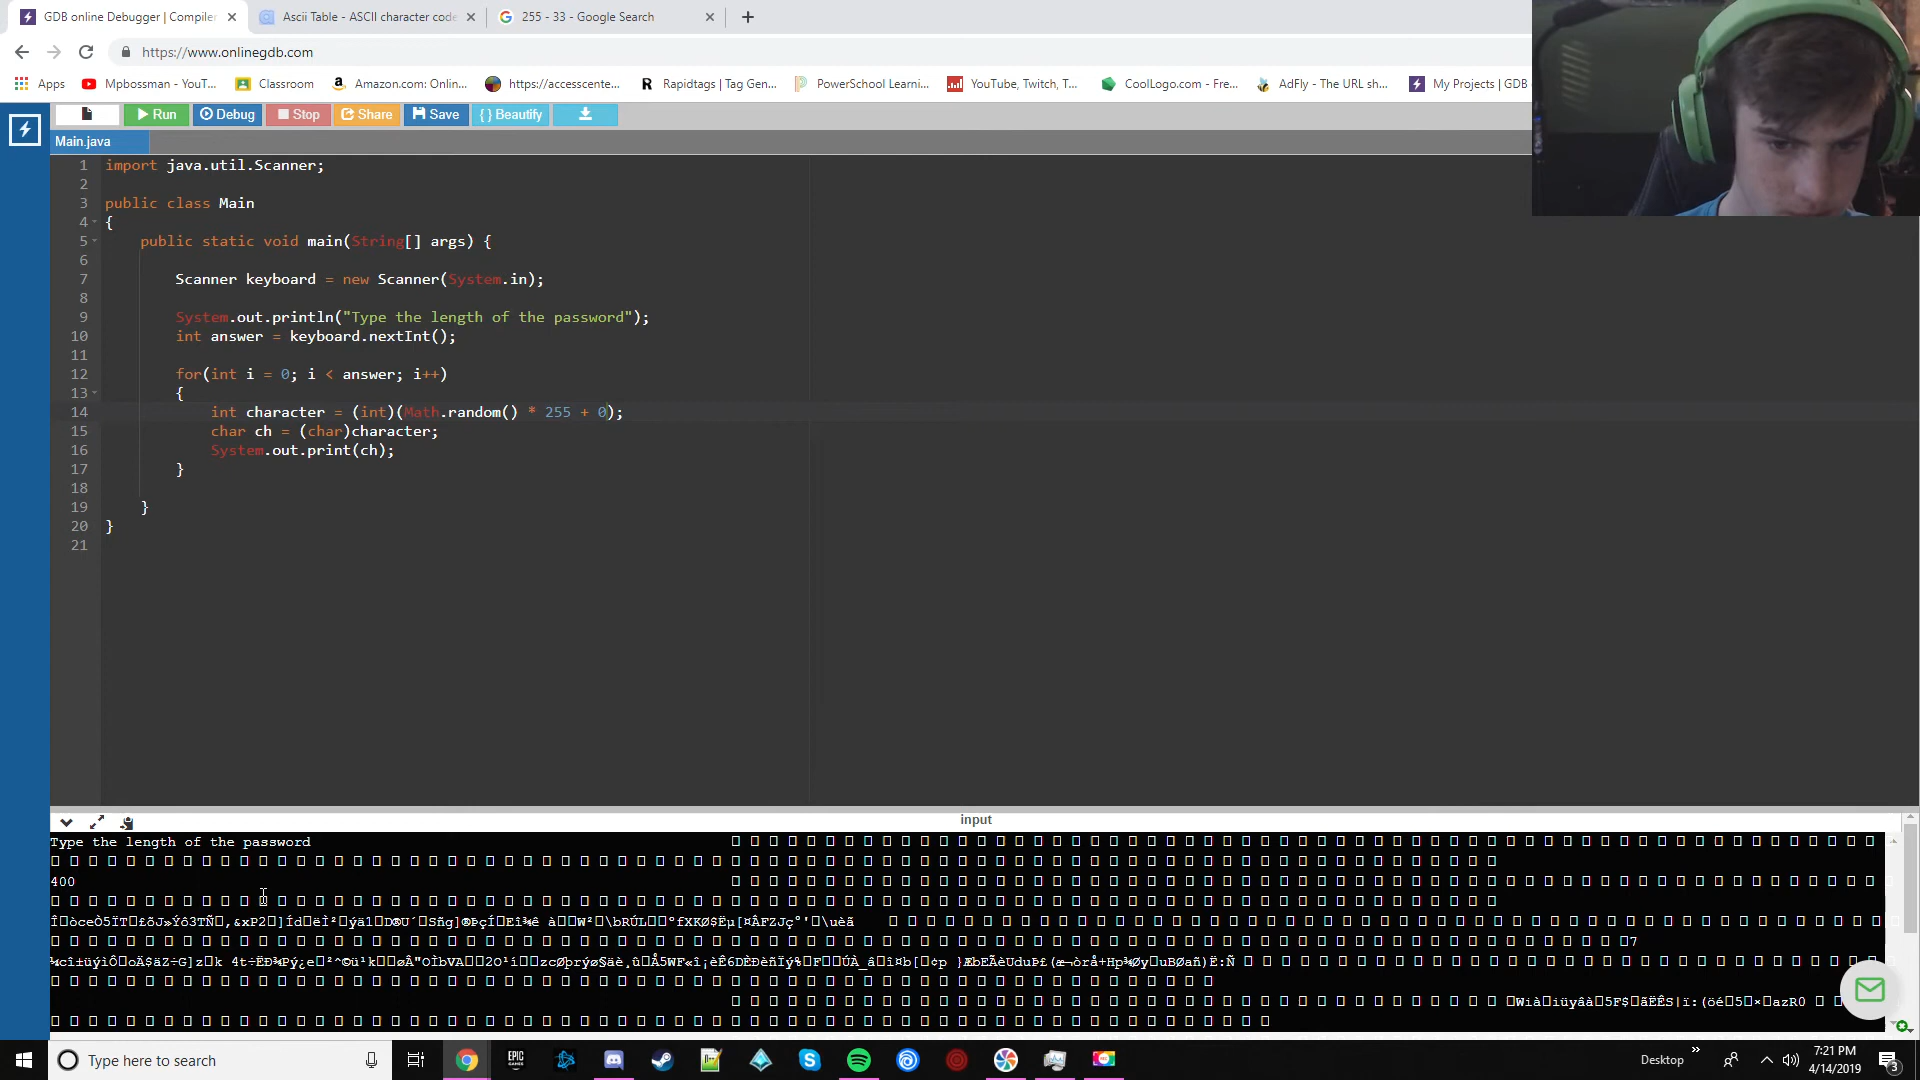 GDB online Debugger | Compiler
Ascii Table - ASCII character code
255 - 33 - Google Search
https://www.onlinegdb.com
Apps
Mpbossman - YouT...
Classroom
Amazon.com: Onlin...
https://accesscente...
Rapidtags | Tag Gen...
PowerSchool Learni...
YouTube, Twitch, T...
CoolLogo.com - Fre...
AdFly - The URL sh...
My Projects | GDB
Run
Debug
Stop
Share
Save
{ } Beautify
Main.java
1 import java.util.Scanner;
2
3 public class Main
4 {
5 public static void main(String[] args) {
6
7 Scanner keyboard = new Scanner(System.in);
8
9 System.out.println("Type the length of the password");
10 int answer = keyboard.nextInt();
11
12 for(int i = 0; i < answer; i++)
13 {
14 int character = (int)(Math.random() * 255 + 0);
15 char ch = (char)character;
16 System.out.print(ch);
17 }
18
19 }
20 }
21
input
Type the length of the password
400
Type here to search
EPIC GAMES
Desktop
7:21 PM
4/14/2019
3